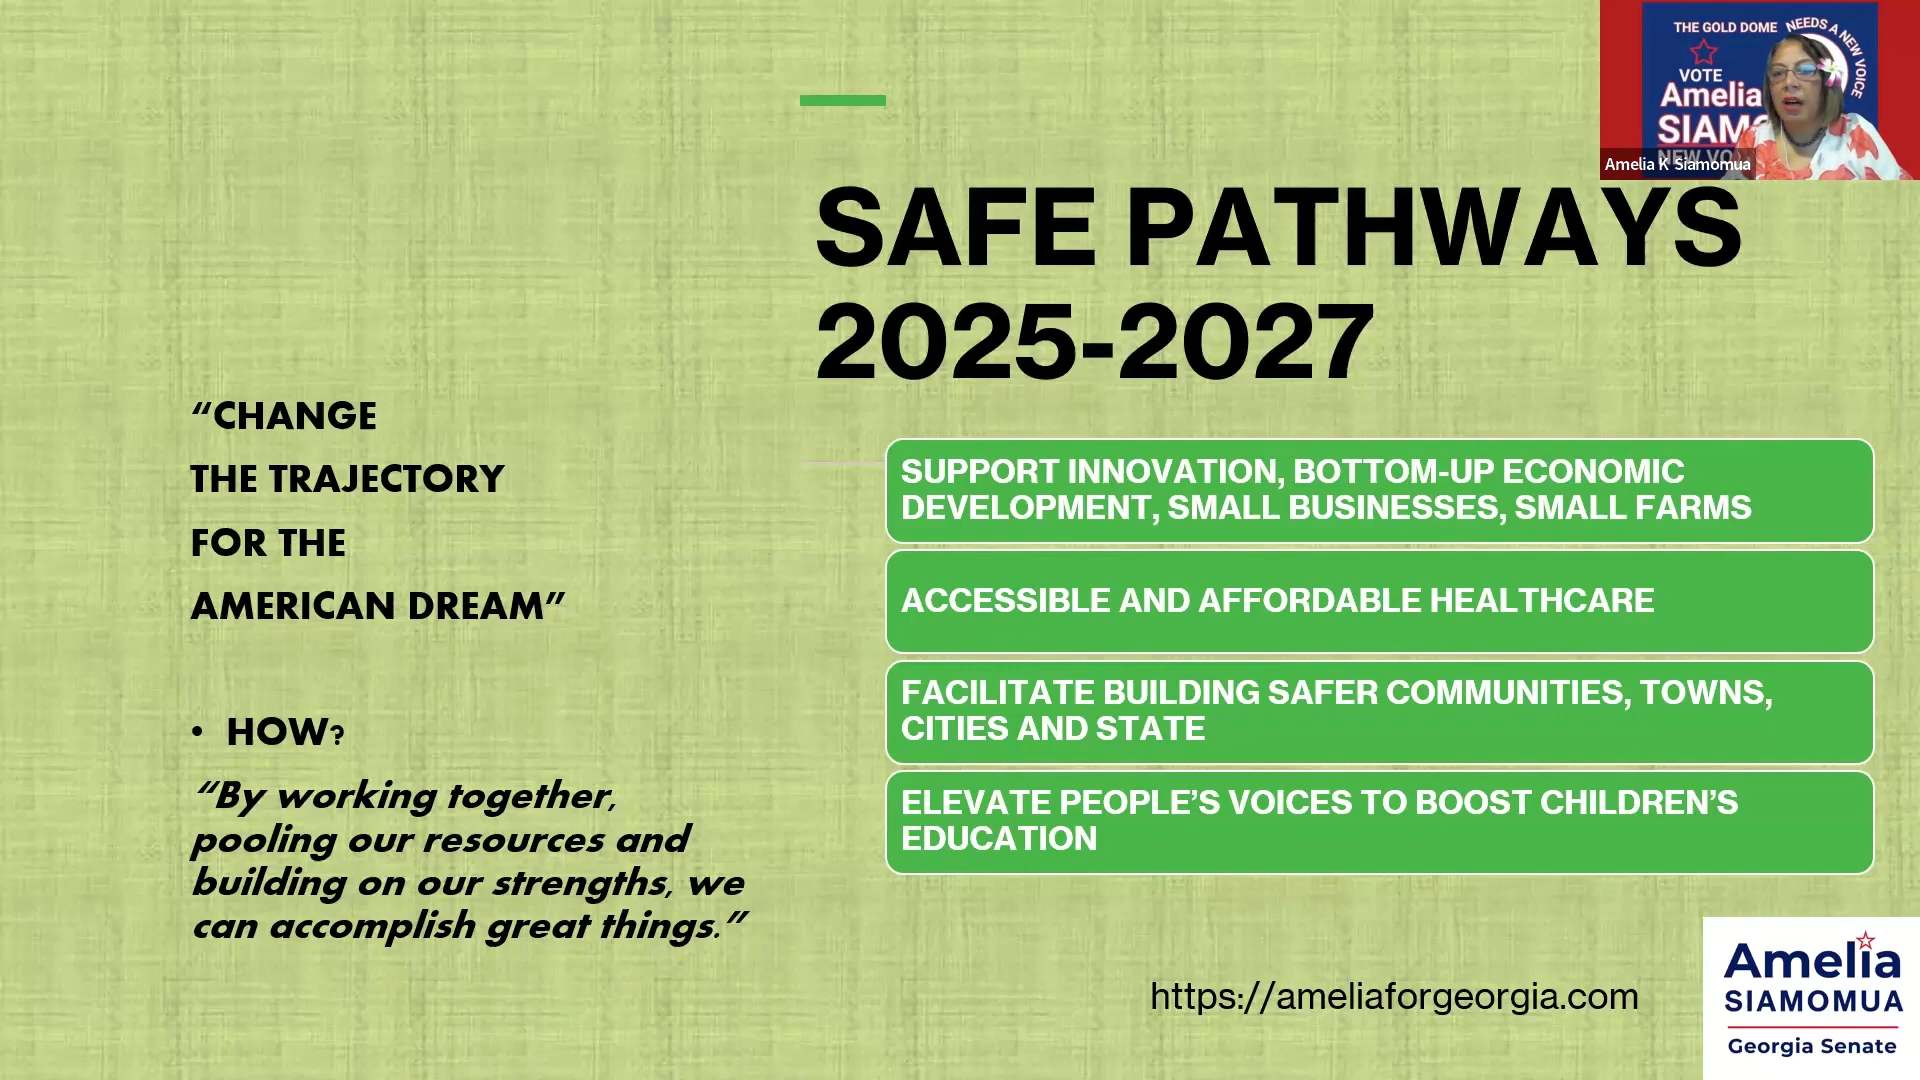 THE GOLD DOME NEEDS A NEW VOICE
VOTE
Amelia
SIAMO
NEW VO
Amelia K Siamomua
SAFE PATHWAYS
2025-2027
“CHANGE
THE TRAJECTORY
FOR THE
AMERICAN DREAM”
• HOW?
“By working together,
pooling our resources and
building on our strengths, we
can accomplish great things.”
SUPPORT INNOVATION, BOTTOM-UP ECONOMIC
DEVELOPMENT, SMALL BUSINESSES, SMALL FARMS
ACCESSIBLE AND AFFORDABLE HEALTHCARE
FACILITATE BUILDING SAFER COMMUNITIES, TOWNS,
CITIES AND STATE
ELEVATE PEOPLE’S VOICES TO BOOST CHILDREN’S
EDUCATION
https://ameliaforgeorgia.com
Amelia
SIAMOMUA
Georgia Senate